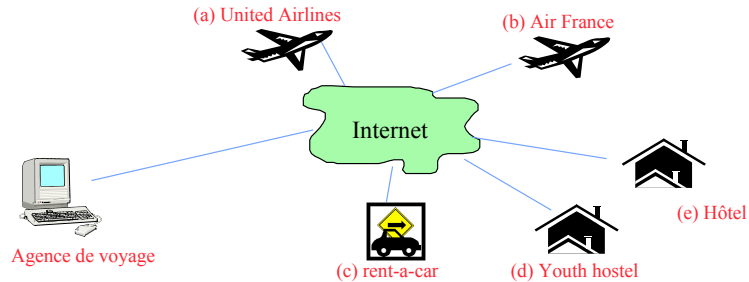 (a) United Airlines
(b) Air France
Internet
(e) Hôtel
Agence de voyage
(c) rent-a-car
(d) Youth hostel